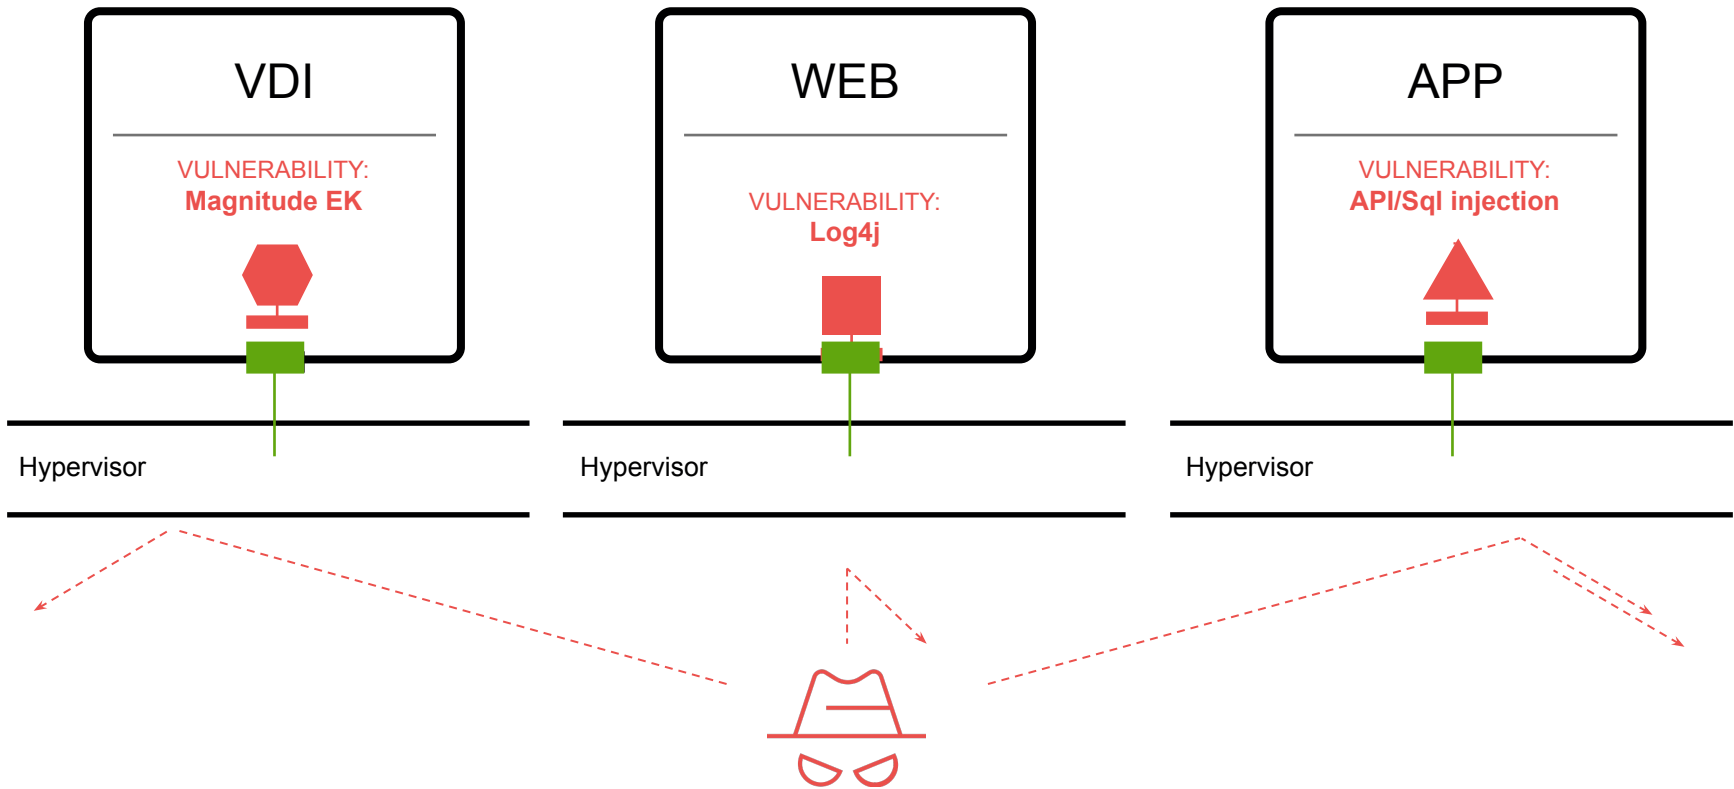 VDI
VULNERABILITY:
Magnitude EK
WEB
VULNERABILITY:
Log4j
APP
VULNERABILITY:
API/Sql injection
Hypervisor
Hypervisor
Hypervisor